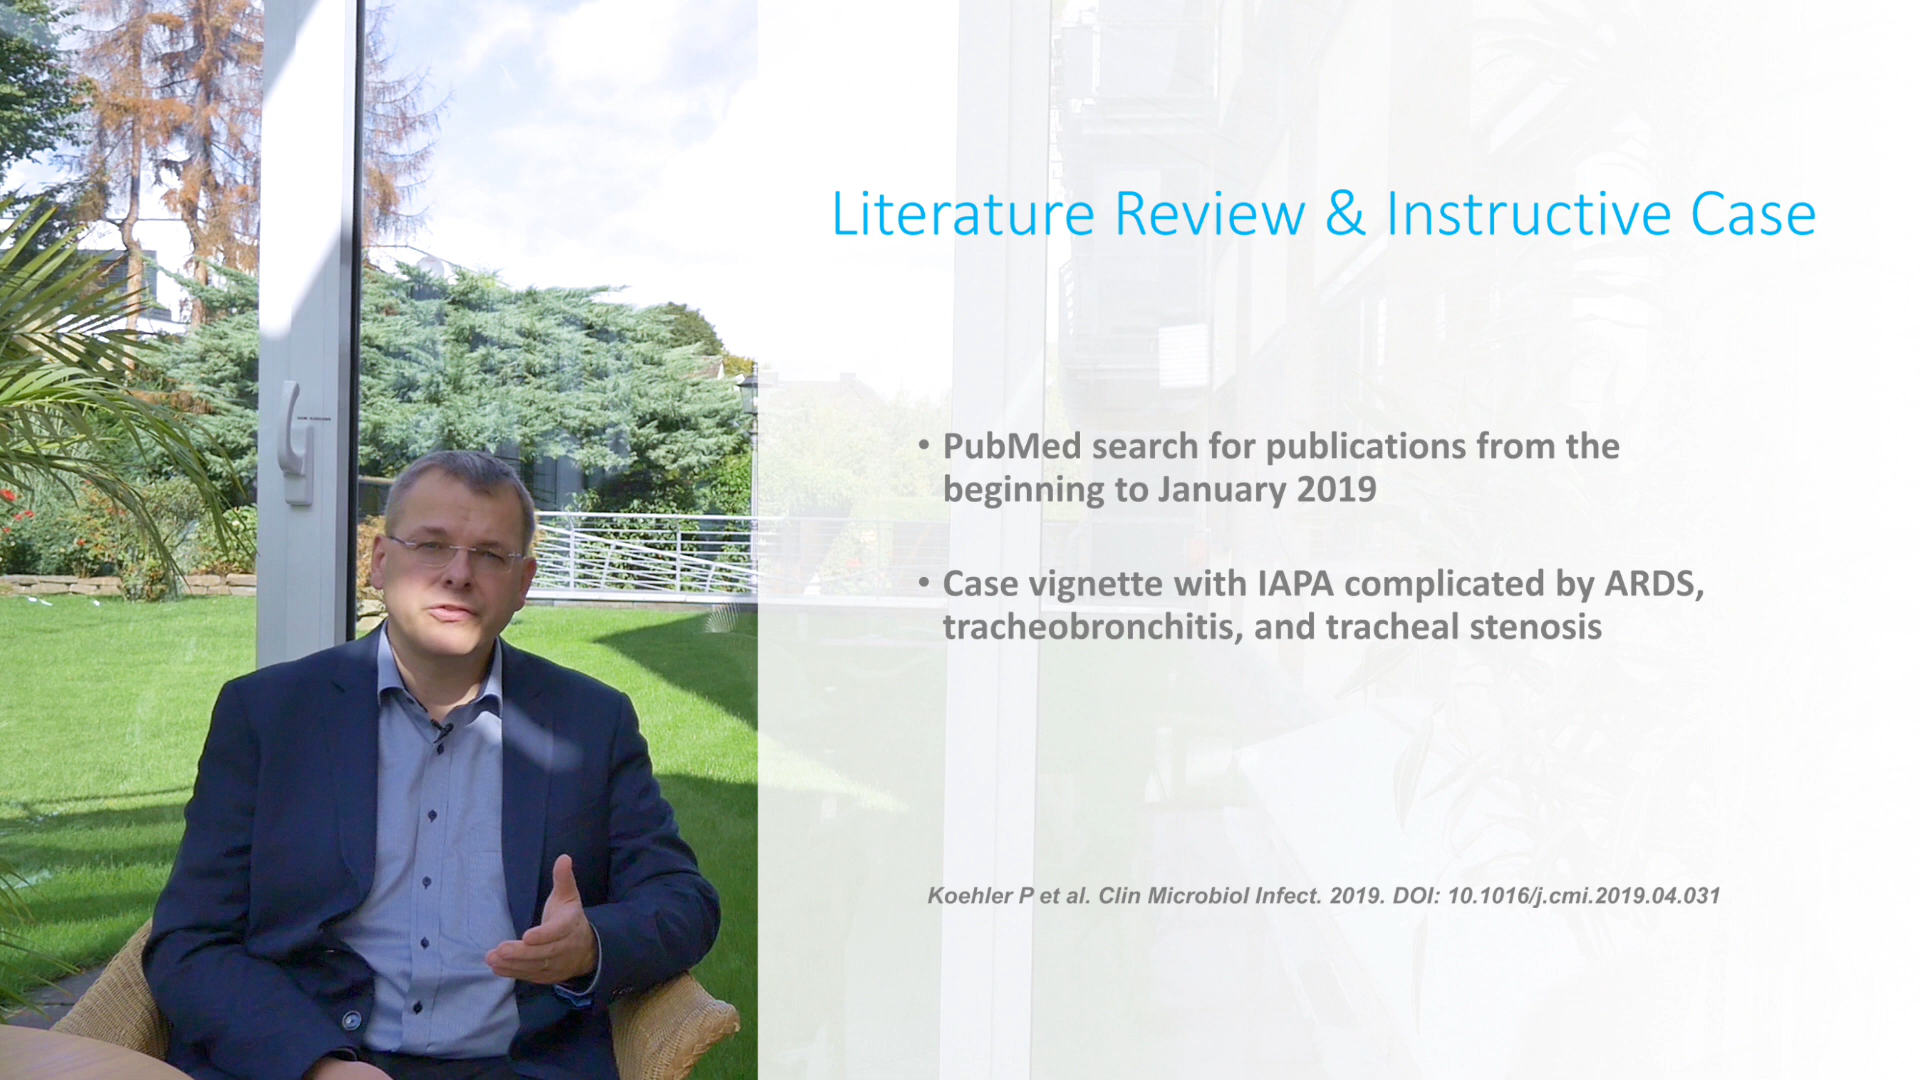 Literature Review & Instructive Case
• PubMed search for publications from the
beginning to January 2019
• Case vignette with IAPA complicated by ARDS,
tracheobronchitis, and tracheal stenosis
Koehler P et al. Clin Microbiol Infect. 2019. DOI: 10.1016/j.cmi.2019.04.031